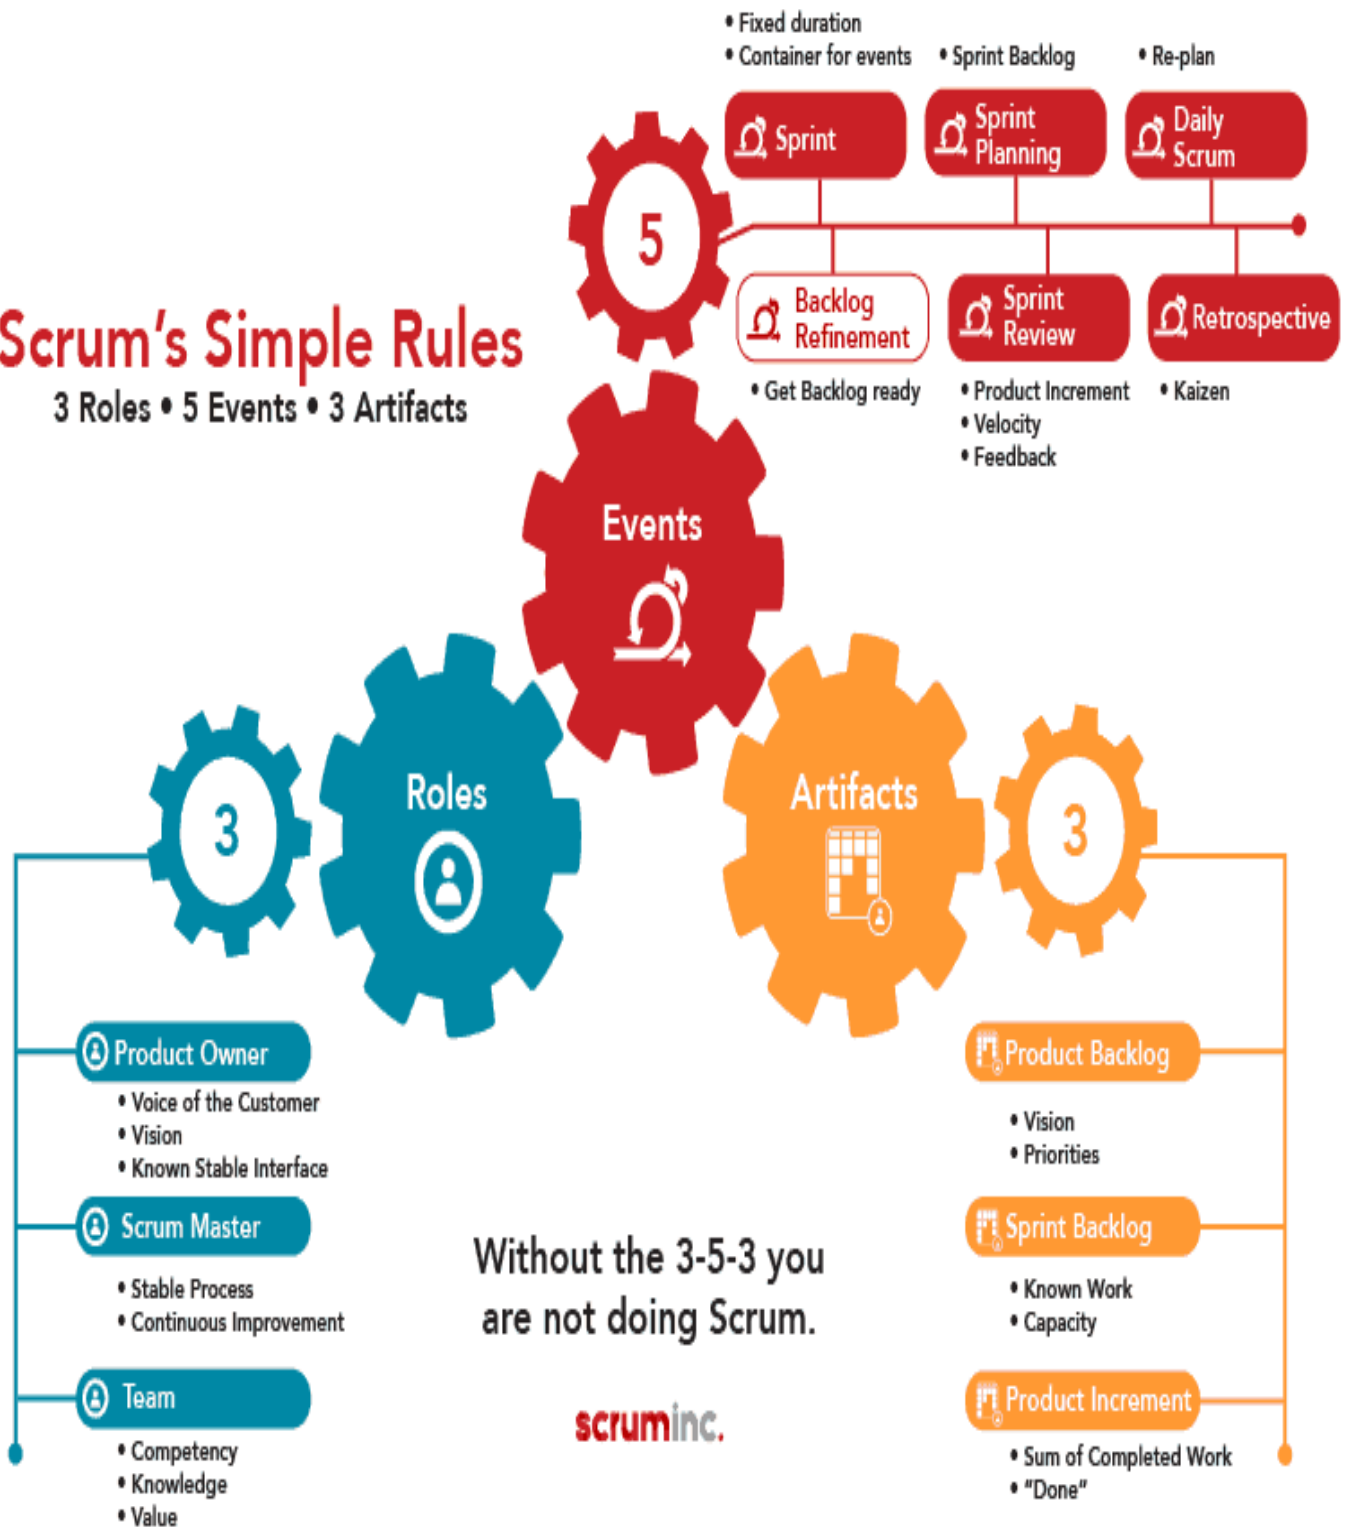 Scrum's Simple Rules
3 Roles • 5 Events • 3 Artifacts
5
• Fixed duration
• Container for events
Sprint
• Sprint Backlog
Sprint
Planning
• Re-plan
Daily
Scrum
Backlog
Refinement
• Get Backlog ready
Sprint
Review
• Product Increment
• Velocity
• Feedback
Retrospective
• Kaizen
Events
Roles
3
Product Owner
• Voice of the Customer
• Vision
• Known Stable Interface
Scrum Master
• Stable Process
• Continuous Improvement
Team
• Competency
• Knowledge
• Value
Artifacts
3
Product Backlog
• Vision
• Priorities
Sprint Backlog
• Known Work
• Capacity
Product Increment
• Sum of Completed Work
• “Done”
Without the 3-5-3 you
are not doing Scrum.
scruminc.